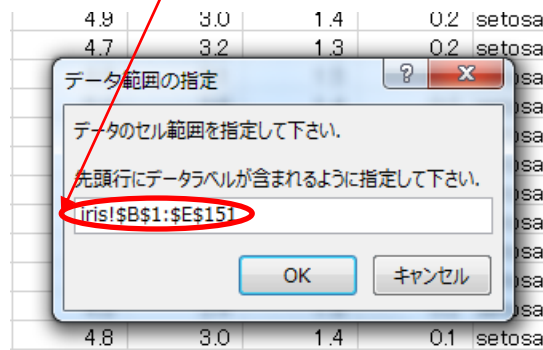 4.9 3.0 1.4 0.2 setosa
4.7 3.2 1.3 0.2 setosa
データ範囲の指定
データのセル範囲を指定して下さい.
先頭行にデータラベルが含まれるように指定して下さい.
iris!$B$1:$E$151
OK キャンセル
4.8 3.0 1.4 0.1 setosa